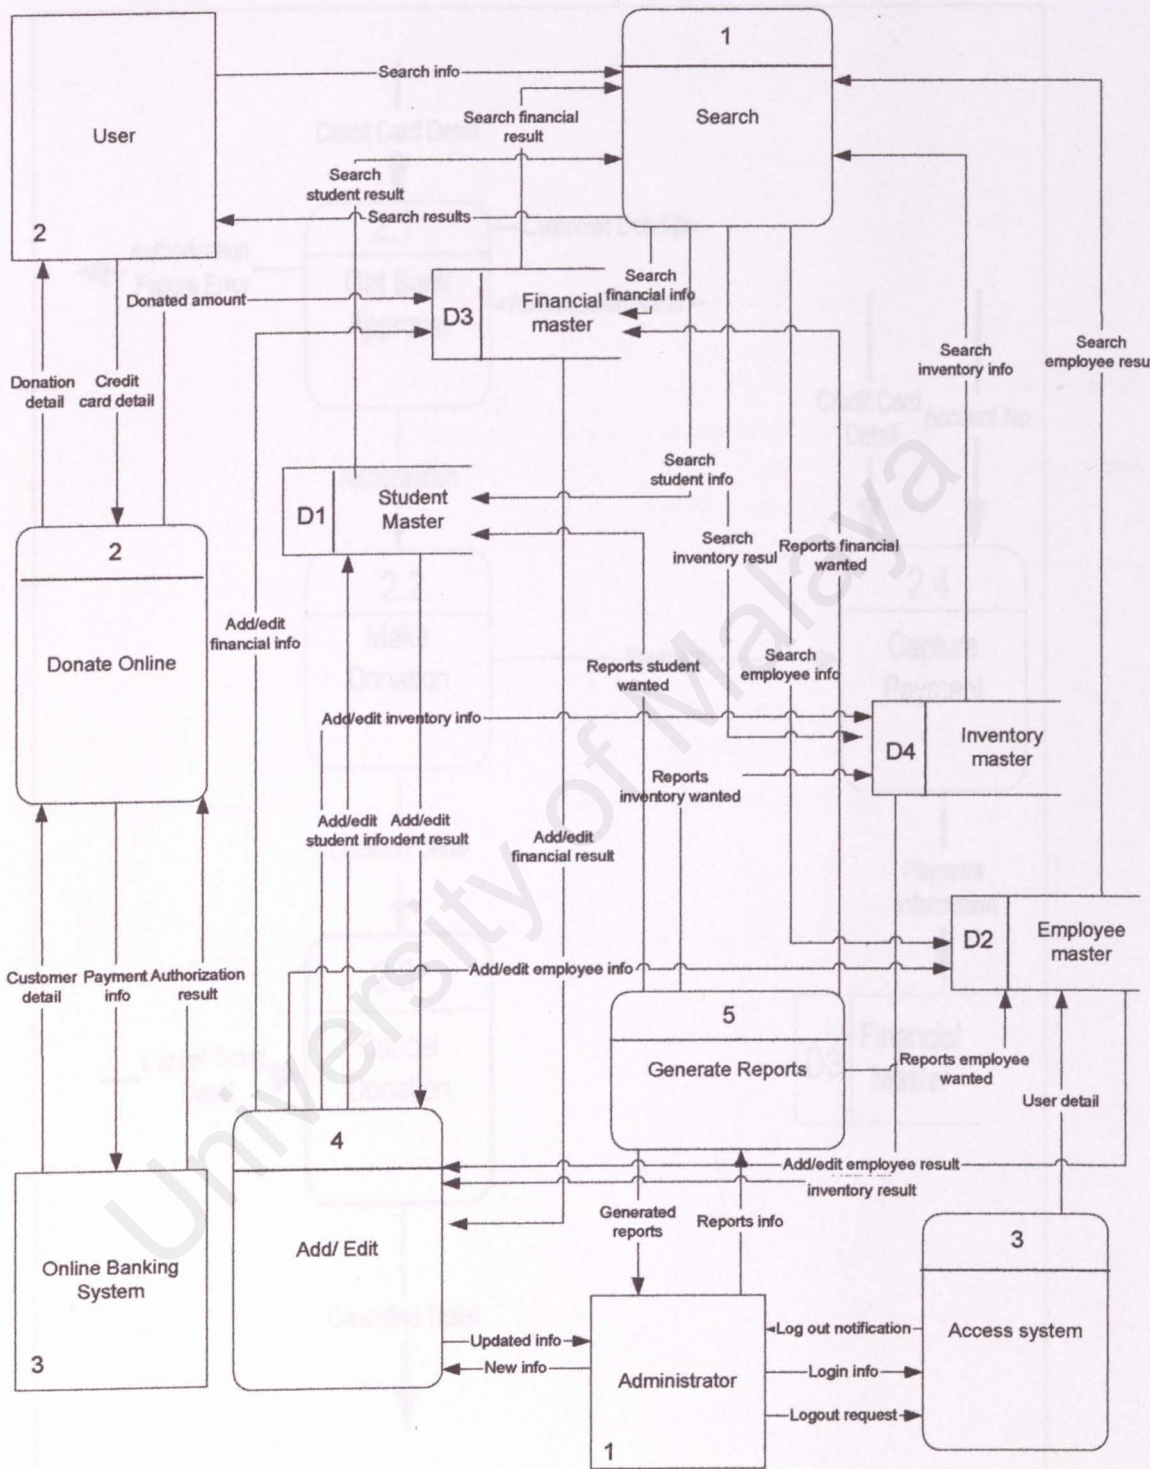 1
Search info
User
Search
Search financial
result
Search
student result
2
Search results
Search
financial info
Donated amount
D3
Financial
master
Donation
detail
Credit
card detail
Search
inventory info
Search
employee resu
D1
Student
Master
Search
student info
2
Search
inventory resul
Reports financial
wanted
Add/edit
financial info
Donate Online
Reports student
wanted
Search
employee info
Add/edit inventory info
D4
Inventory
master
Reports
inventory wanted
Add/edit
student info
Add/edit
dent result
Add/edit
financial result
D2
Employee
master
Customer
detail
Payment
info
Authorization
result
Add/edit employee info
5
Generate Reports
Reports employee
wanted
User detail
4
Add/edit employee result
inventory result
Generated
reports
Reports info
3
Add/ Edit
Online Banking
System
3
Updated info
New info
Administrator
1
Log out notification
Login info
Logout request
Access system
University of Malaya